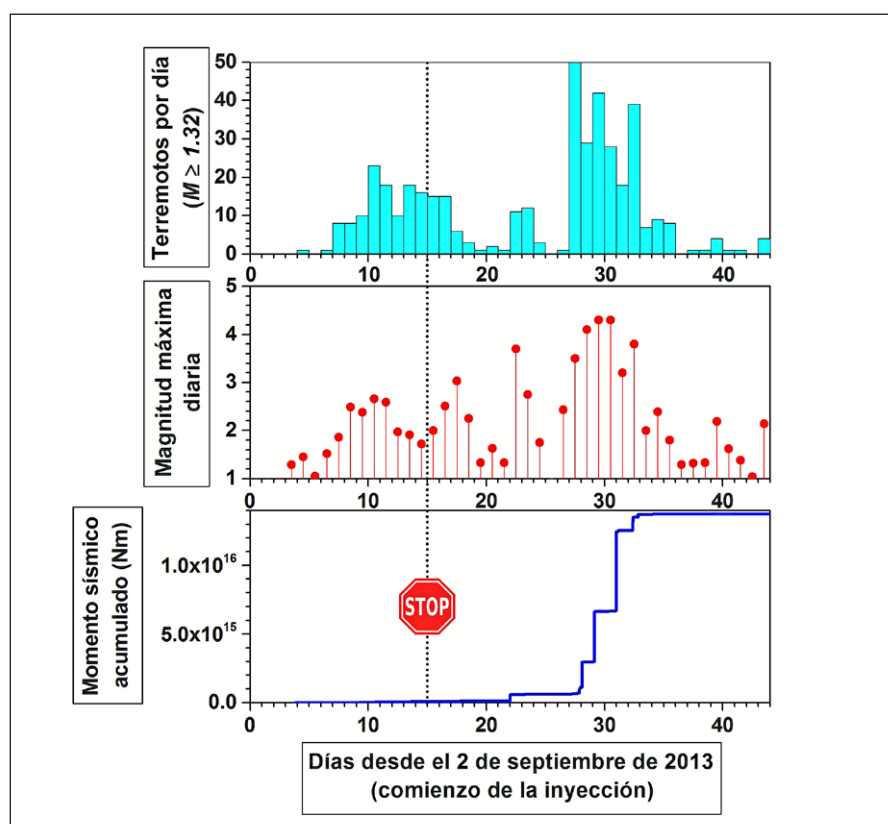 Terremotos por día
(M ≥ 1.32)
50
40
30
20
10
0
0 10 20 30 40
Magnitud máxima
diaria
5
4
3
2
1
0 10 20 30 40
Momento sísmico
acumulado (Nm)
1.0x10¹⁶
5.0x10¹⁵
0.0
STOP
0 10 20 30 40
Días desde el 2 de septiembre de 2013
(comienzo de la inyección)